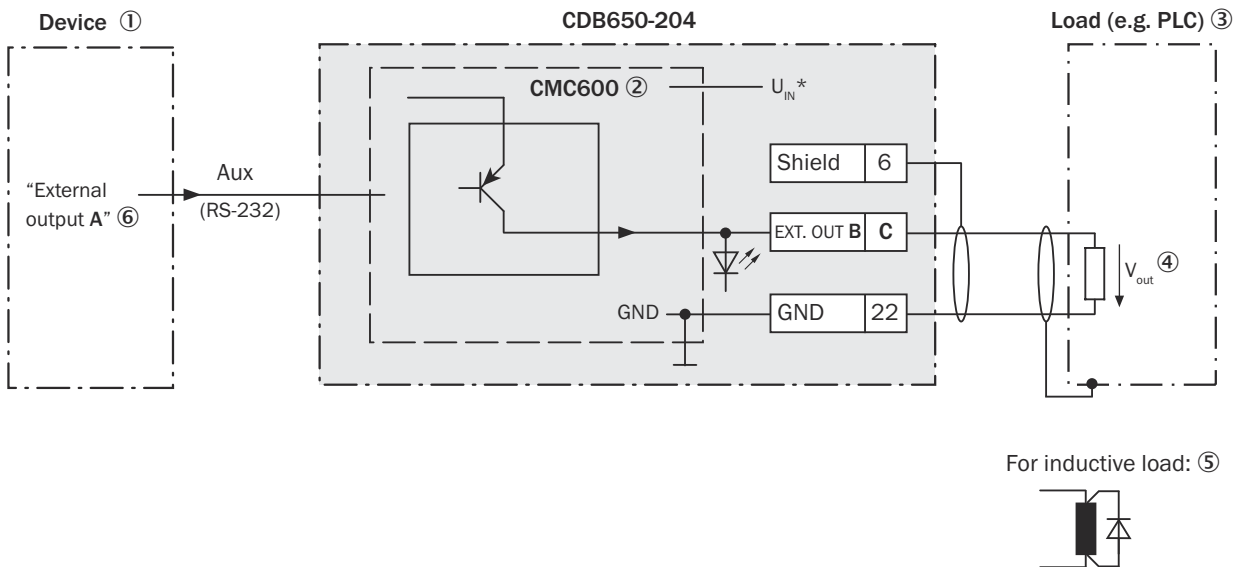 Device ①
CDB650-204
Load (e.g. PLC) ③
CMC600 ②
U_IN*
Shield 6
Aux
(RS-232)
"External
output A" ⑥
EXT. OUT B C
V_out ④
GND
GND 22
For inductive load: ⑤